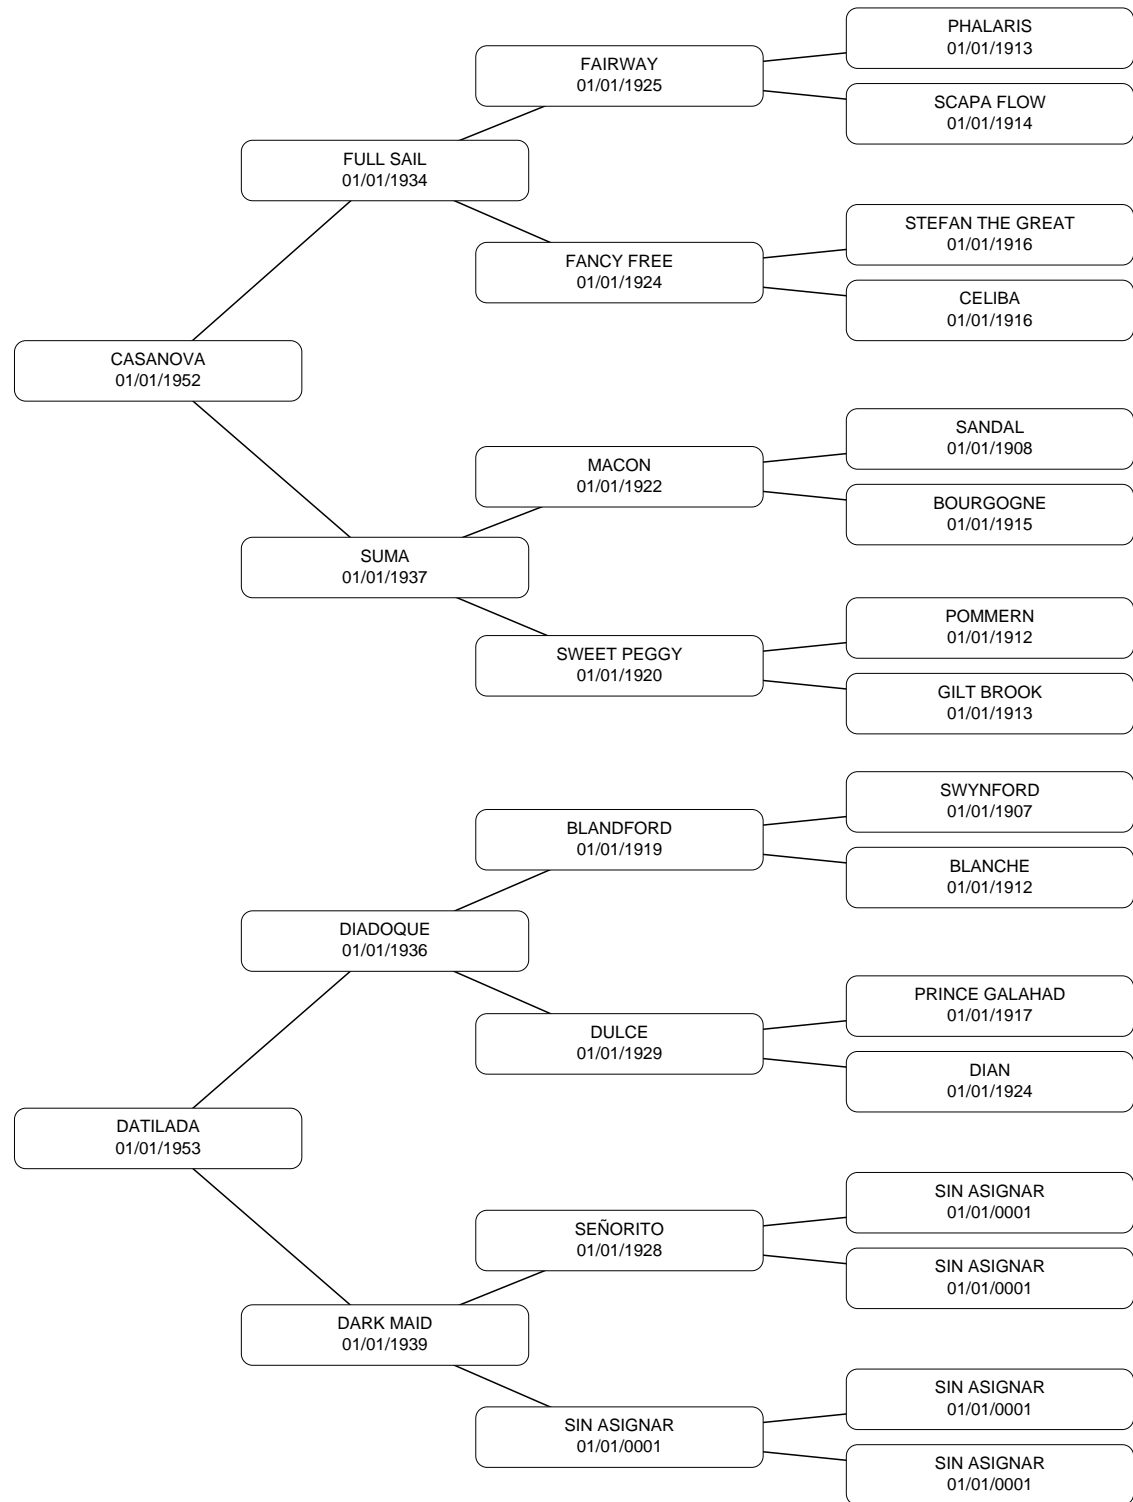 PHALARIS
01/01/1913
FAIRWAY
01/01/1925
SCAPA FLOW
01/01/1914
FULL SAIL
01/01/1934
STEFAN THE GREAT
01/01/1916
FANCY FREE
01/01/1924
CELIBA
01/01/1916
CASANOVA
01/01/1952
SANDAL
01/01/1908
MACON
01/01/1922
BOURGOGNE
01/01/1915
SUMA
01/01/1937
POMMERN
01/01/1912
SWEET PEGGY
01/01/1920
GILT BROOK
01/01/1913
SWYNFORD
01/01/1907
BLANDFORD
01/01/1919
BLANCHE
01/01/1912
DIADOQUE
01/01/1936
PRINCE GALAHAD
01/01/1917
DULCE
01/01/1929
DIAN
01/01/1924
DATILADA
01/01/1953
SIN ASIGNAR
01/01/0001
SEÑORITO
01/01/1928
SIN ASIGNAR
01/01/0001
DARK MAID
01/01/1939
SIN ASIGNAR
01/01/0001
SIN ASIGNAR
01/01/0001
SIN ASIGNAR
01/01/0001